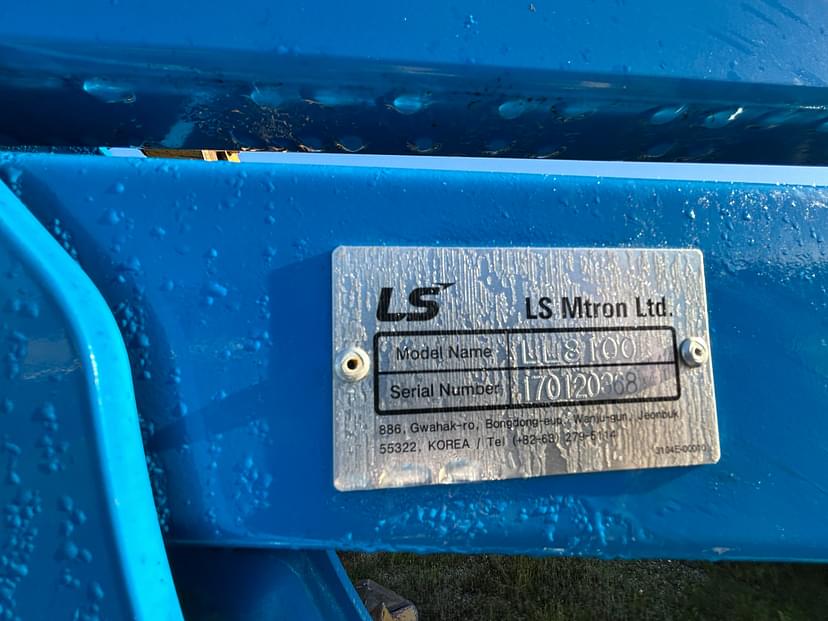 LS LS Mtron Ltd.
Model Name LL8100
Serial Number 170120368
886, Gwahak-ro, Bongdong-eup, Wanju-gun, Jeonbuk
55322, KOREA / Tel (+82-63) 279-5114